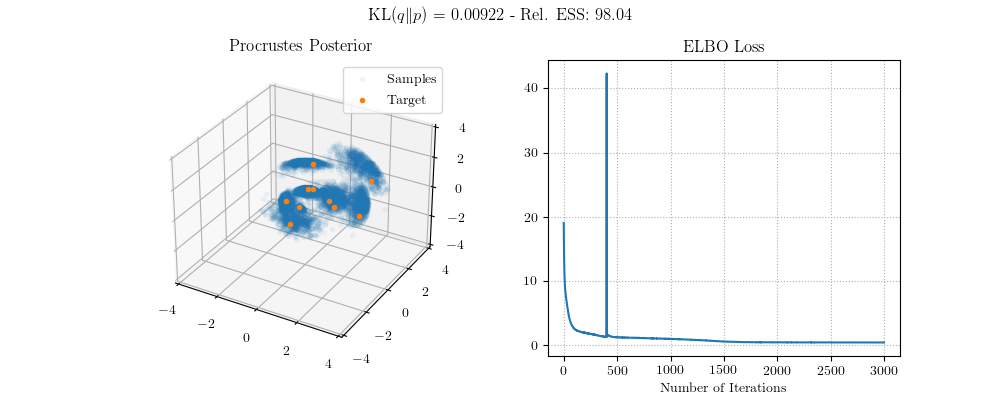 KL(q∥p) = 0.00922 - Rel. ESS: 98.04
Procrustes Posterior
Samples
Target
4
2
0
−2
−4
4
2
0
−2
−4
−4
−2
0
2
4
ELBO Loss
40
30
20
10
0
0 500 1000 1500 2000 2500 3000
Number of Iterations